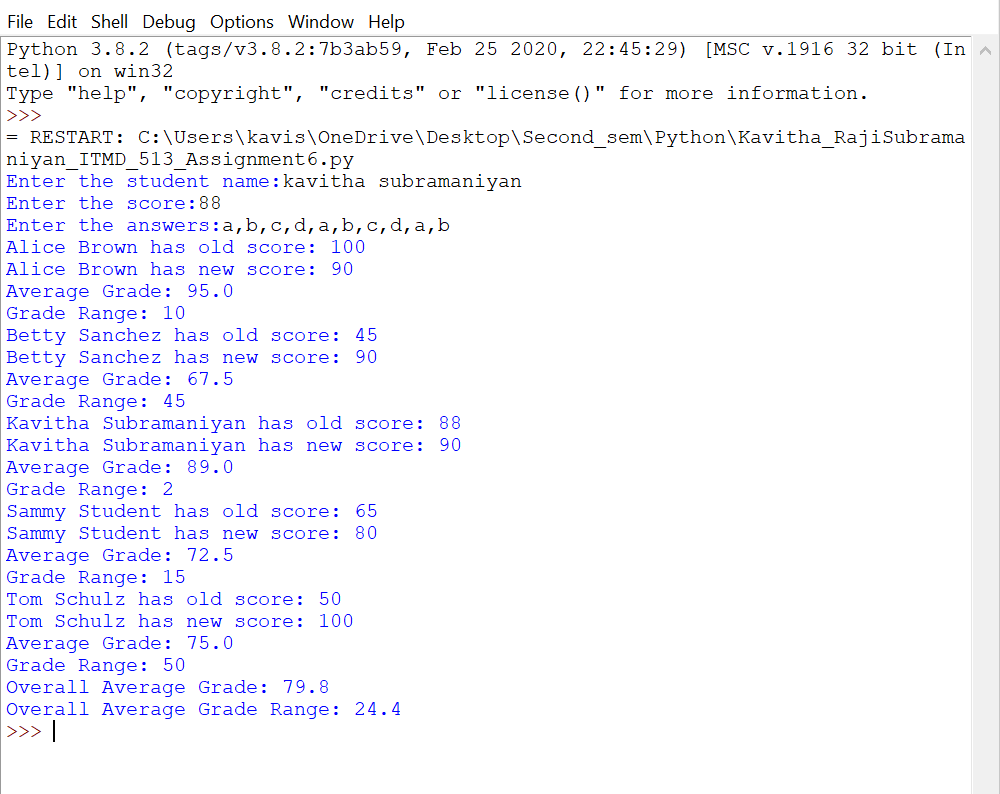 File Edit Shell Debug Options Window Help
Python 3.8.2 (tags/v3.8.2:7b3ab59, Feb 25 2020, 22:45:29) [MSC v.1916 32 bit (In
tel)] on win32
Type "help", "copyright", "credits" or "license()" for more information.
>>>
= RESTART: C:\Users\kavis\OneDrive\Desktop\Second_sem\Python\Kavitha_RajiSubrama
niyan_ITMD_513_Assignment6.py
Enter the student name:kavitha subramaniyan
Enter the score:88
Enter the answers:a,b,c,d,a,b,c,d,a,b
Alice Brown has old score: 100
Alice Brown has new score: 90
Average Grade: 95.0
Grade Range: 10
Betty Sanchez has old score: 45
Betty Sanchez has new score: 90
Average Grade: 67.5
Grade Range: 45
Kavitha Subramaniyan has old score: 88
Kavitha Subramaniyan has new score: 90
Average Grade: 89.0
Grade Range: 2
Sammy Student has old score: 65
Sammy Student has new score: 80
Average Grade: 72.5
Grade Range: 15
Tom Schulz has old score: 50
Tom Schulz has new score: 100
Average Grade: 75.0
Grade Range: 50
Overall Average Grade: 79.8
Overall Average Grade Range: 24.4
>>>